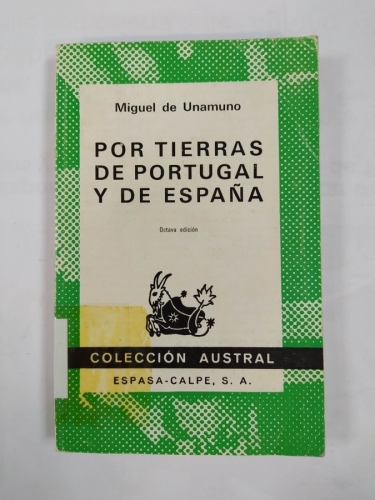 Miguel de Unamuno
POR TIERRAS
DE PORTUGAL
Y DE ESPAÑA
Octava edición
COLECCIÓN AUSTRAL
ESPASA-CALPE, S. A.